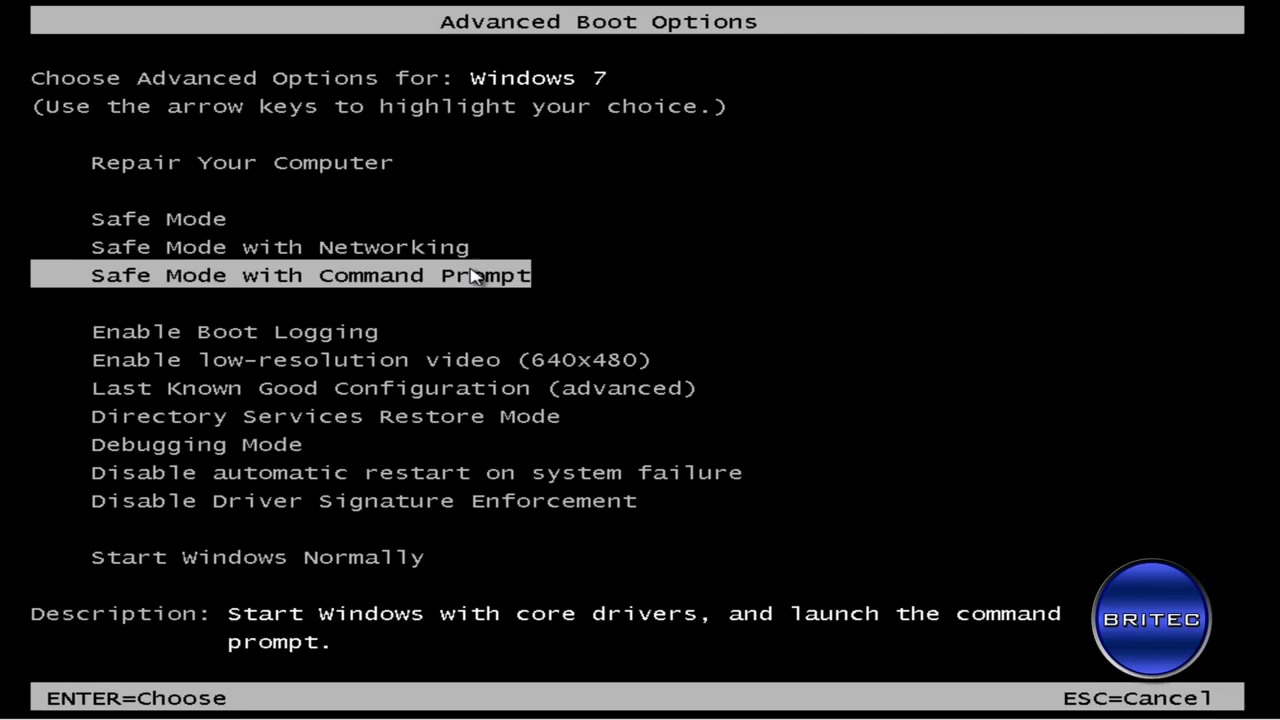 Advanced Boot Options
Choose Advanced Options for: Windows 7
(Use the arrow keys to highlight your choice.)
Repair Your Computer
Safe Mode
Safe Mode with Networking
Safe Mode with Command Prompt
Enable Boot Logging
Enable low-resolution video (640x480)
Last Known Good Configuration (advanced)
Directory Services Restore Mode
Debugging Mode
Disable automatic restart on system failure
Disable Driver Signature Enforcement
Start Windows Normally
Description: Start Windows with core drivers, and launch the command
prompt.
BRITEC
ENTER=Choose ESC=Cancel